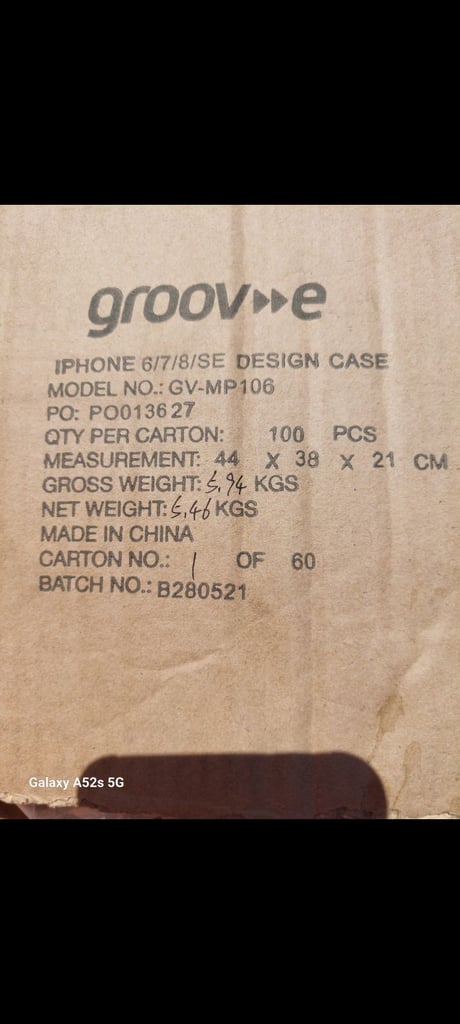 groov▸▸e
IPHONE 6/7/8/SE DESIGN CASE
MODEL NO.: GV-MP106
PO: PO013627
QTY PER CARTON: 100 PCS
MEASUREMENT: 44 X 38 X 21 CM
GROSS WEIGHT: 5.94 KGS
NET WEIGHT: 5.46 KGS
MADE IN CHINA
CARTON NO.: 1 OF 60
BATCH NO.: B280521
Galaxy A52s 5G